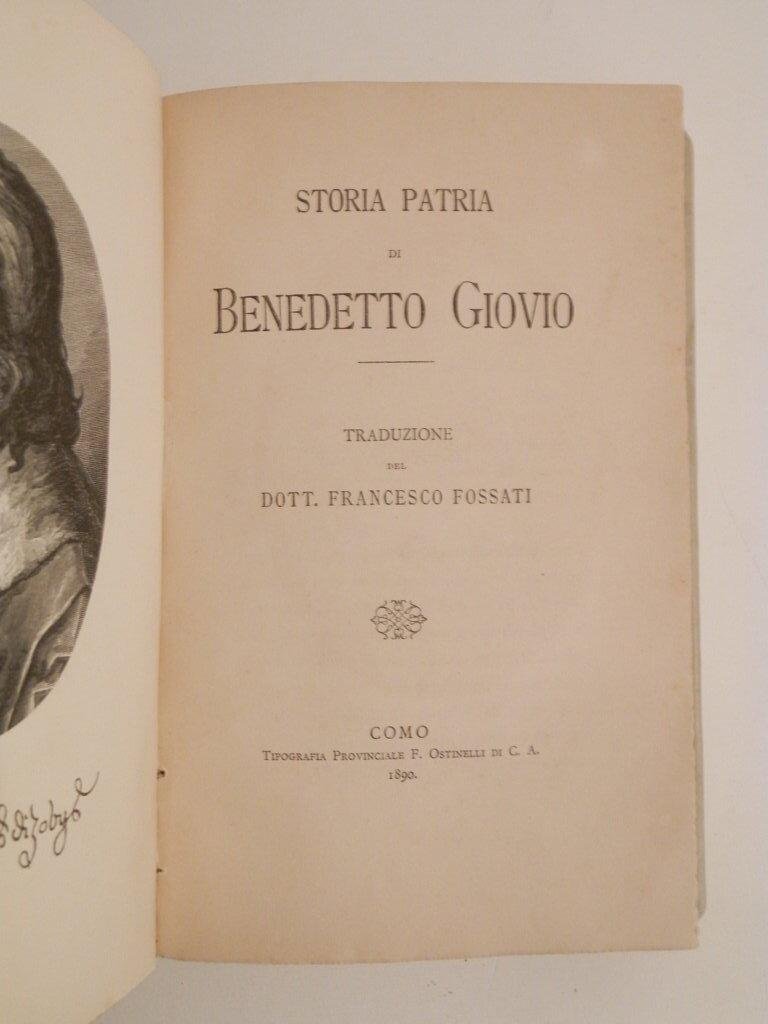 STORIA PATRIA
DI
BENEDETTO GIOVIO
TRADUZIONE
DEL
DOTT. FRANCESCO FOSSATI
COMO
TIPOGRAFIA PROVINCIALE F. OSTINELLI DI C. A.
1890.